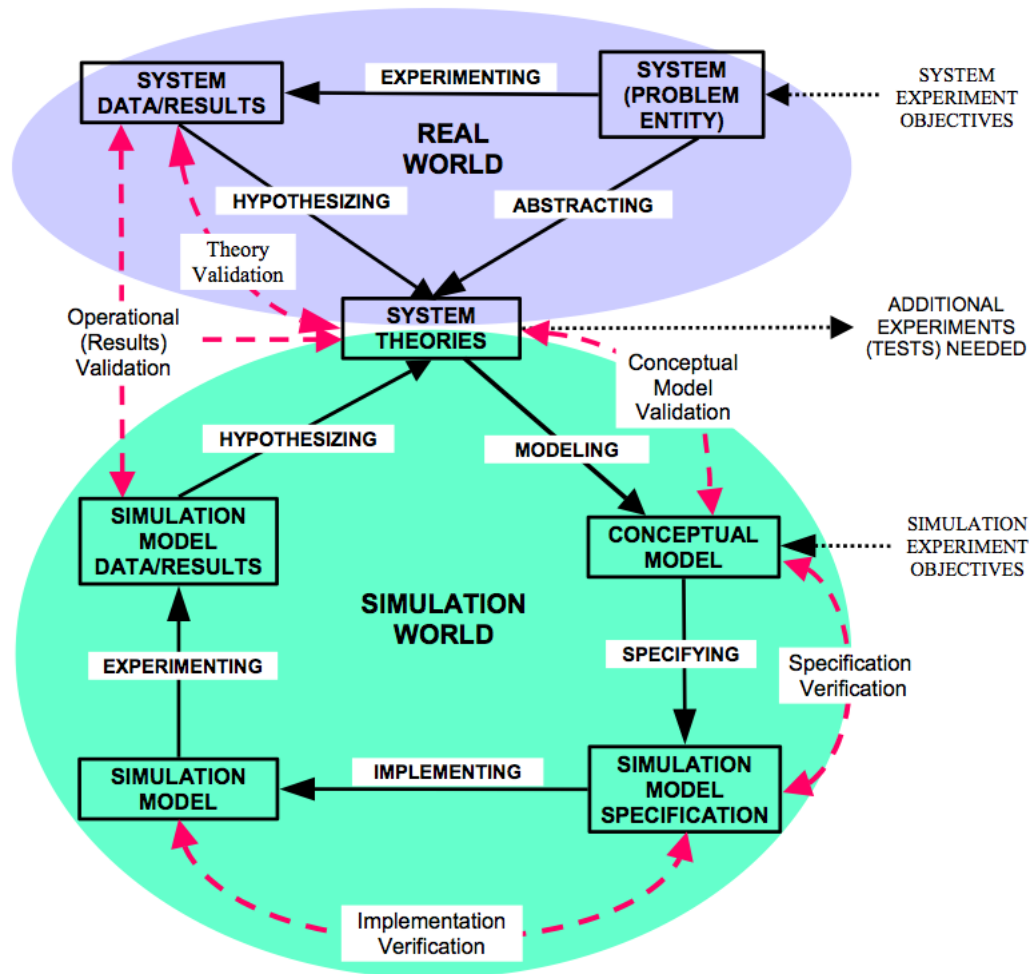 SYSTEM
DATA/RESULTS
EXPERIMENTING
SYSTEM
(PROBLEM
ENTITY)
SYSTEM
EXPERIMENT
OBJECTIVES
REAL
WORLD
HYPOTHESIZING
ABSTRACTING
Theory
Validation
Operational
(Results)
Validation
SYSTEM
THEORIES
ADDITIONAL
EXPERIMENTS
(TESTS) NEEDED
Conceptual
Model
Validation
HYPOTHESIZING
MODELING
SIMULATION
MODEL
DATA/RESULTS
CONCEPTUAL
MODEL
SIMULATION
EXPERIMENT
OBJECTIVES
SIMULATION
WORLD
EXPERIMENTING
SPECIFYING
Specification
Verification
SIMULATION
MODEL
IMPLEMENTING
SIMULATION
MODEL
SPECIFICATION
Implementation
Verification